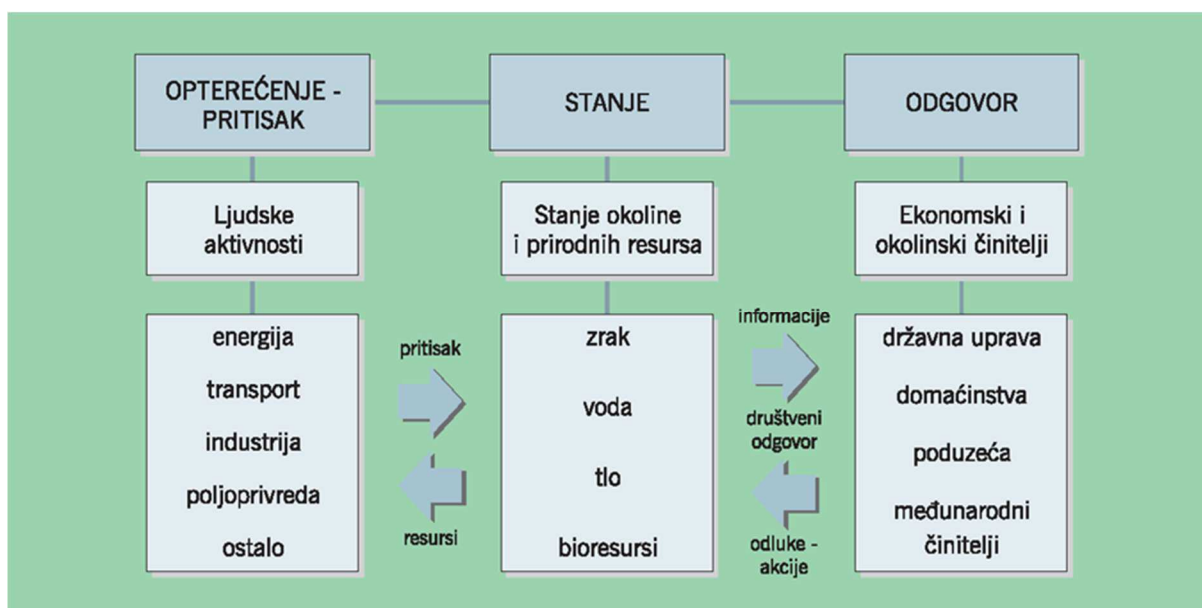 OPTEREĆENJE -
PRITISAK
STANJE
ODGOVOR
Ljudske
aktivnosti
Stanje okoline
i prirodnih resursa
Ekonomski i
okolinski činitelji
energija
transport
industrija
poljoprivreda
ostalo
pritisak
resursi
zrak
voda
tlo
bioresursi
informacije
društveni
odgovor
odluke -
akcije
državna uprava
domaćinstva
poduzeća
međunarodni
činitelji